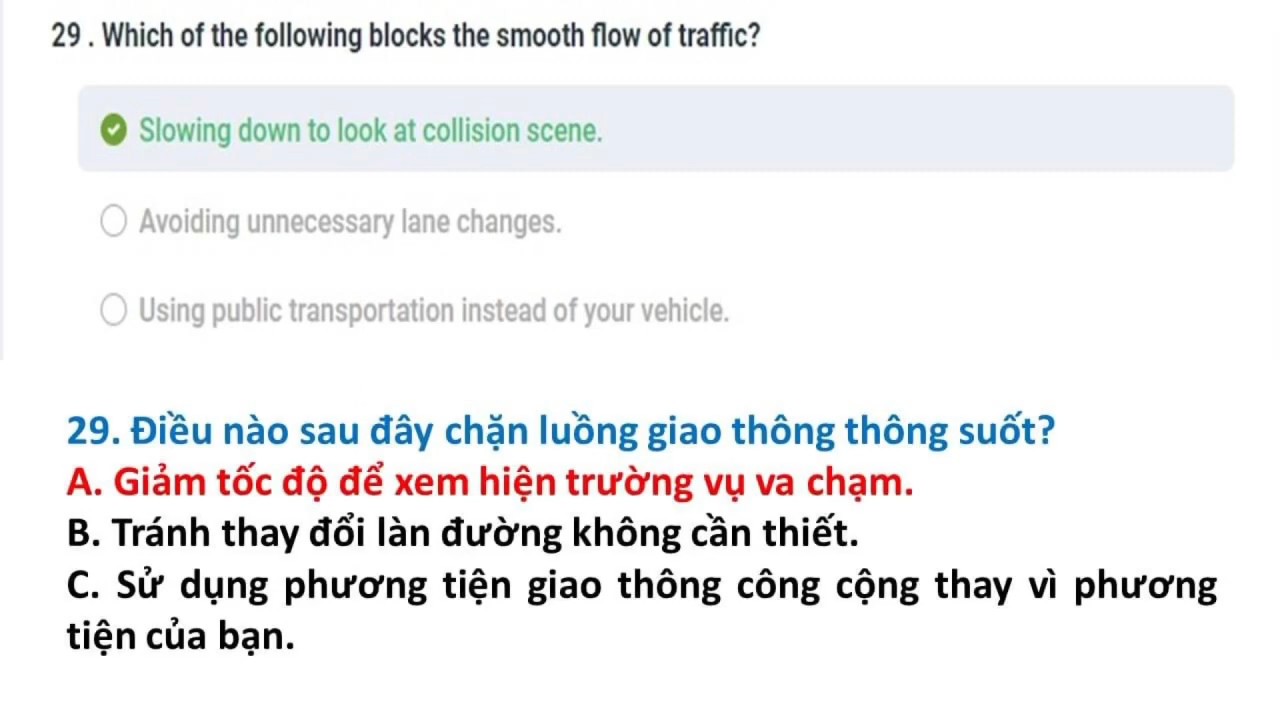 29 . Which of the following blocks the smooth flow of traffic?
Slowing down to look at collision scene.
Avoiding unnecessary lane changes.
Using public transportation instead of your vehicle.
29. Điều nào sau đây chặn luồng giao thông thông suốt?
A. Giảm tốc độ để xem hiện trường vụ va chạm.
B. Tránh thay đổi làn đường không cần thiết.
C. Sử dụng phương tiện giao thông công cộng thay vì phương
tiện của bạn.